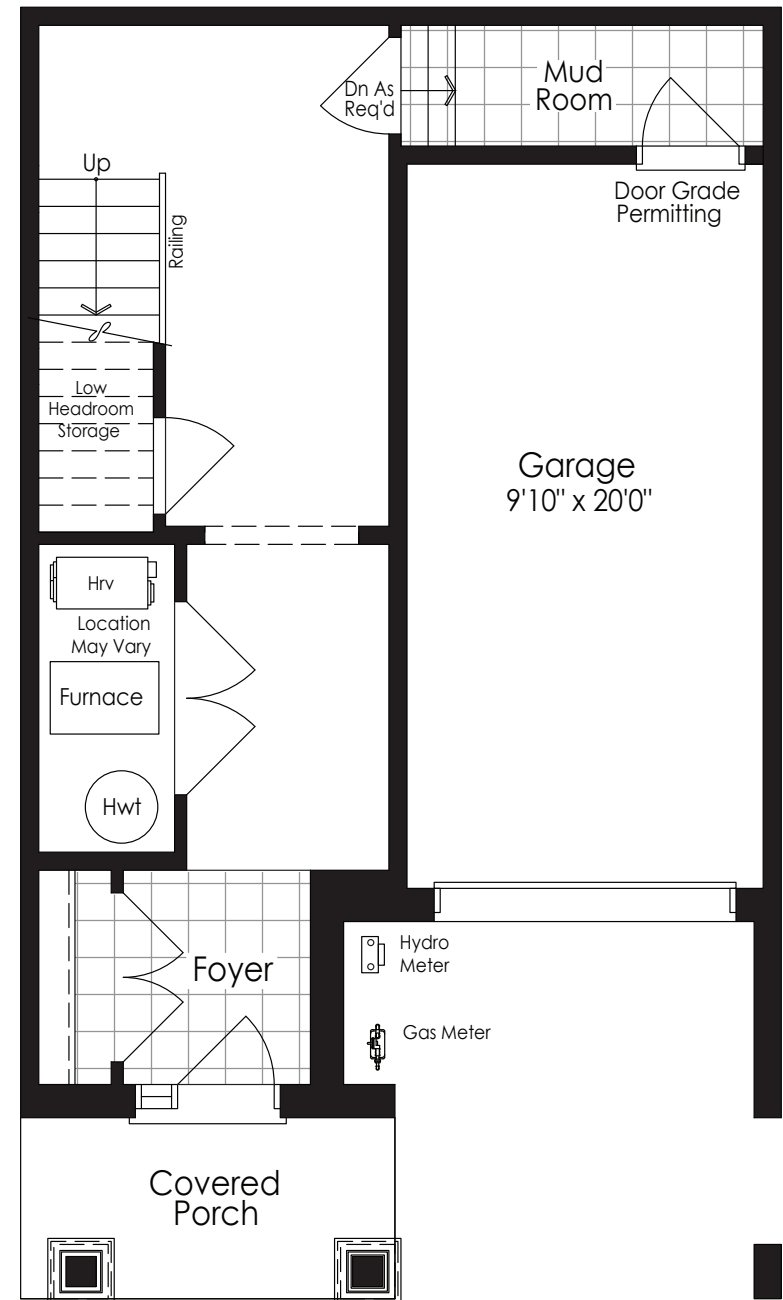 Dn As
Req'd
Mud
Room
Up
Door Grade
Permitting
Railing
Low
Headroom
Storage
Garage
9'10" x 20'0"
Hrv
Location
May Vary
Furnace
Hwt
Hydro
Meter
Foyer
Gas Meter
Covered
Porch